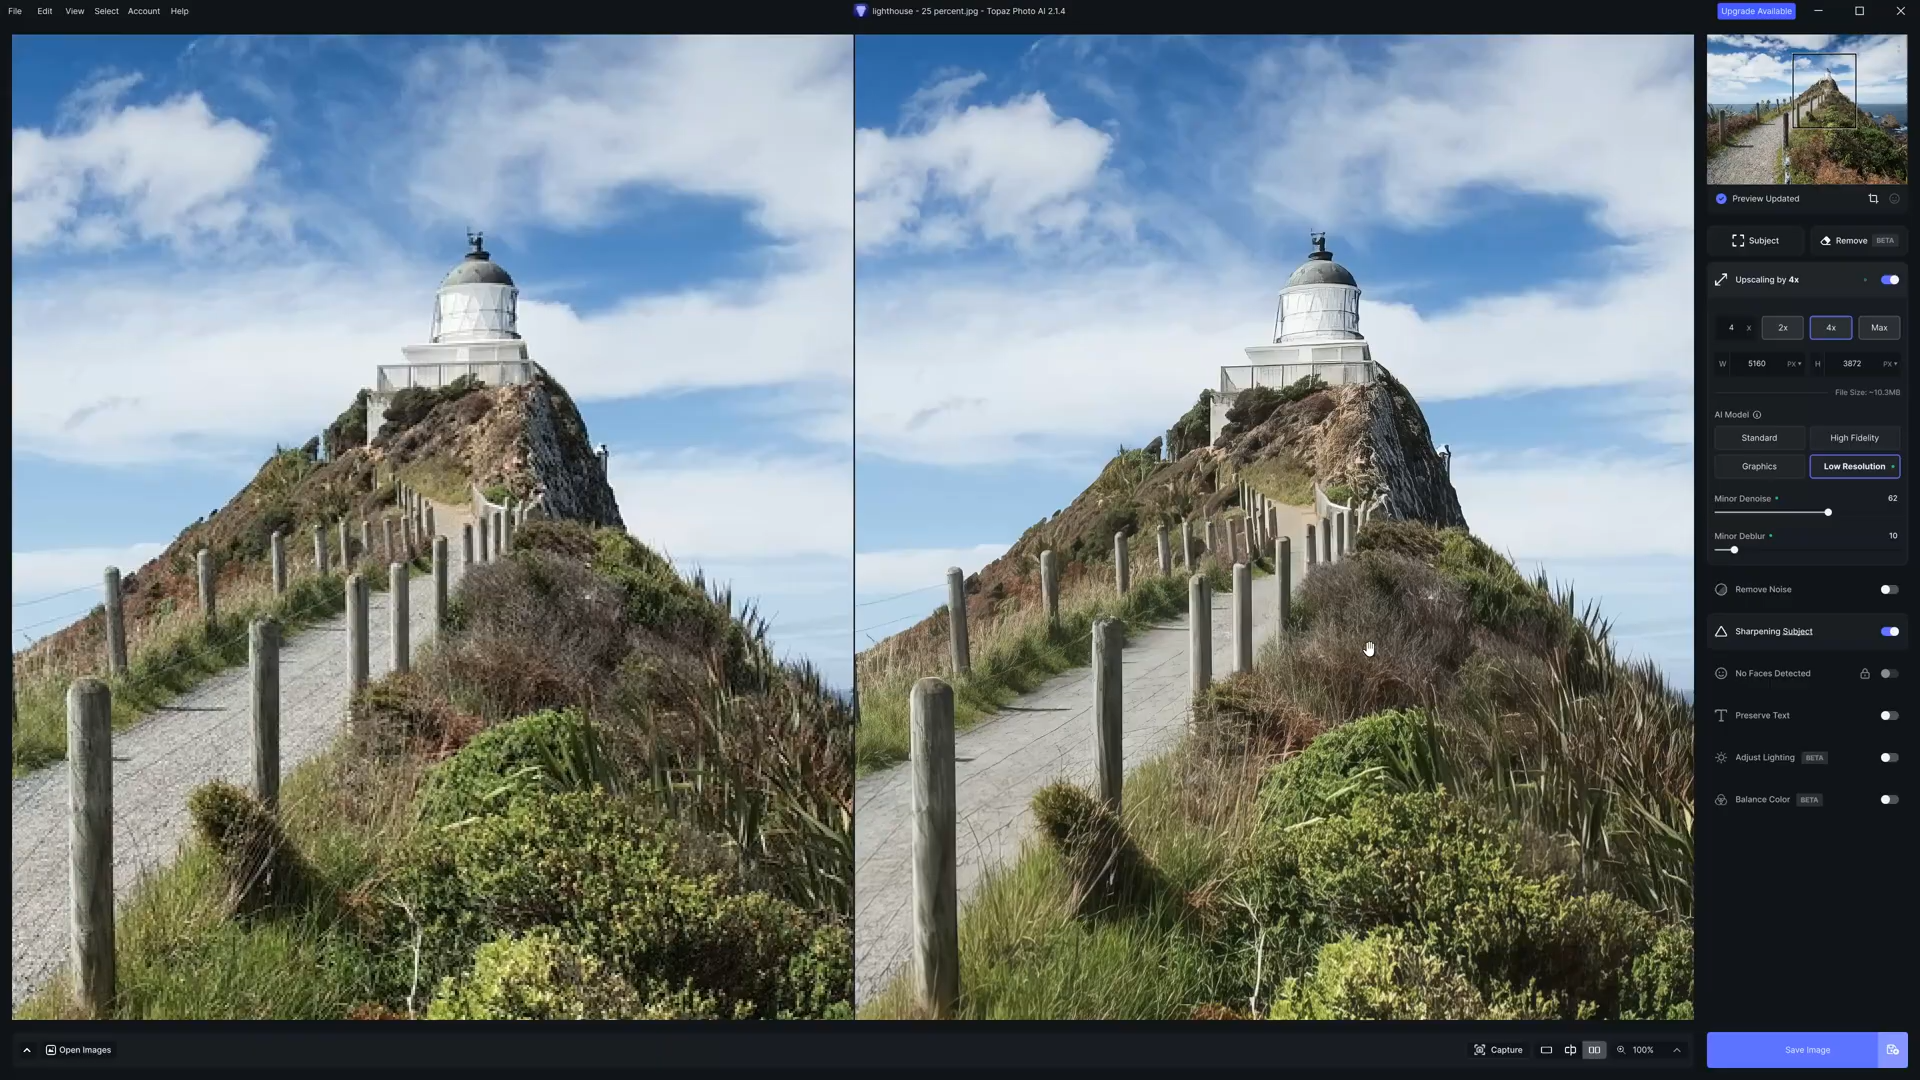 File Edit View Select Account Help
lighthouse - 25 percent.jpg - Topaz Photo AI 2.1.4
Upgrade Available
Preview Updated
Subject Remove BETA
Upscaling by 4x
4 x 2x 4x Max
W 5160 PX H 3872 PX
File Size: ~10.3MB
AI Model
Standard High Fidelity
Graphics Low Resolution
Minor Denoise 62
Minor Deblur 10
Remove Noise
Sharpening Subject
No Faces Detected
Preserve Text
Adjust Lighting BETA
Balance Color BETA
Open Images Capture 100% Save Image